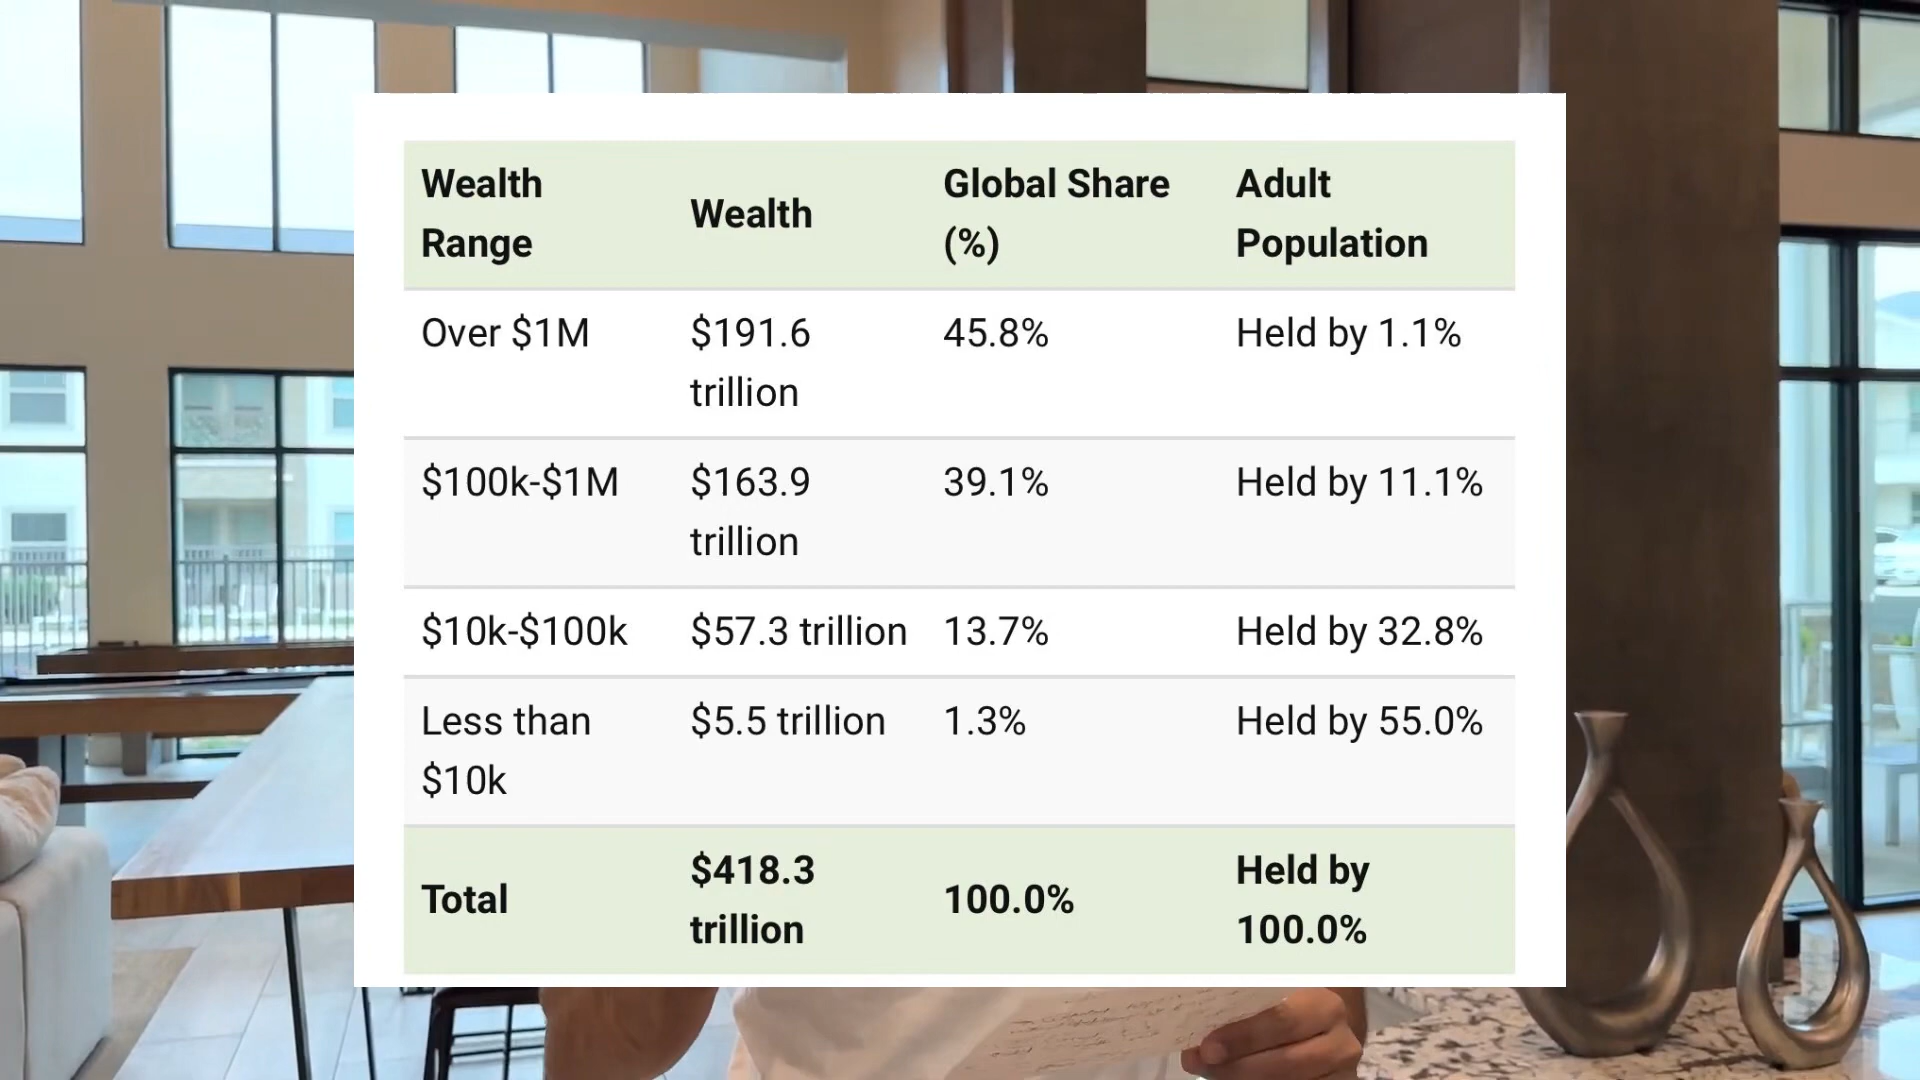 Wealth Range Wealth Global Share (%) Adult Population
Over $1M $191.6 trillion 45.8% Held by 1.1%
$100k-$1M $163.9 trillion 39.1% Held by 11.1%
$10k-$100k $57.3 trillion 13.7% Held by 32.8%
Less than $10k $5.5 trillion 1.3% Held by 55.0%
Total $418.3 trillion 100.0% Held by 100.0%